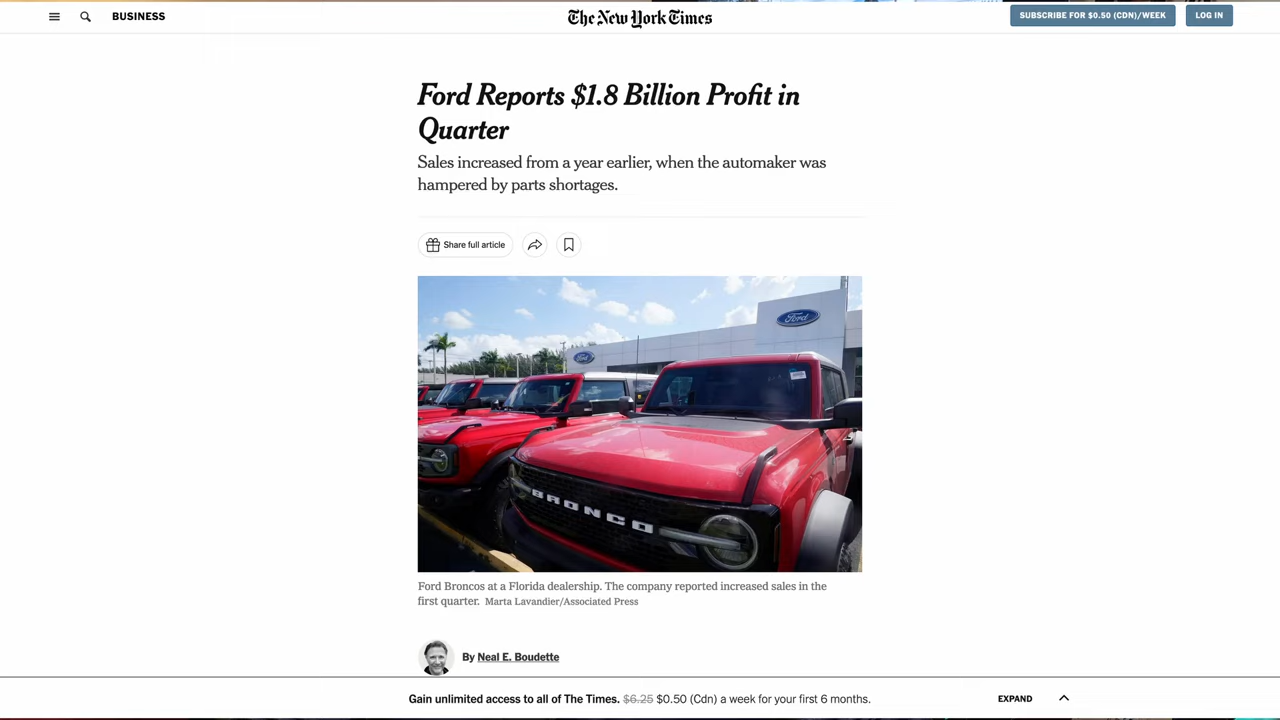 BUSINESS
The New York Times
SUBSCRIBE FOR $0.50 (CDN)/WEEK
LOG IN
Ford Reports $1.8 Billion Profit in
Quarter
Sales increased from a year earlier, when the automaker was
hampered by parts shortages.
Share full article
Ford
Ford
BRONCO
Ford Broncos at a Florida dealership. The company reported increased sales in the
first quarter. Marta Lavandier/Associated Press
By Neal E. Boudette
Gain unlimited access to all of The Times. $6.25 $0.50 (Cdn) a week for your first 6 months.
EXPAND